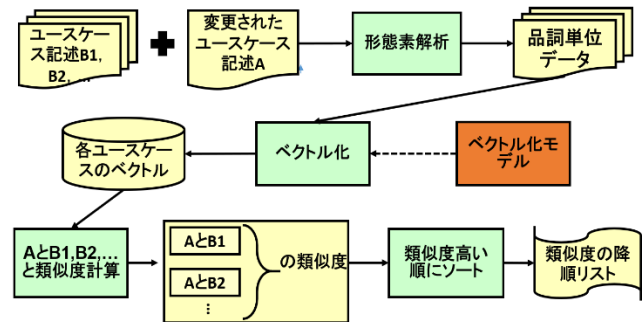 ユースケー
ス記述B1,
B2, …
変更された
ユースケース
記述A
形態素解析
品詞単位
データ
各ユースケー
スのベクトル
ベクトル化
ベクトル化モ
デル
AとB1,B2,…
と類似度計算
AとB1
AとB2
⋮
の類似度
類似度高い
順にソート
類似度の降
順リスト